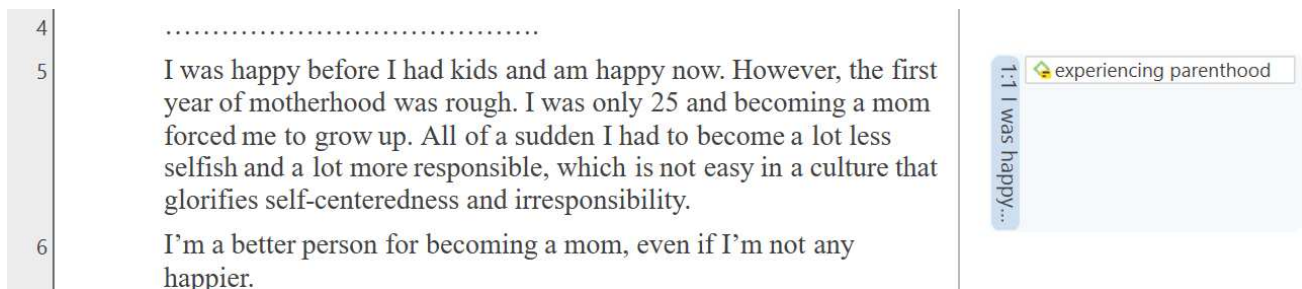 4
…………………………………
5
I was happy before I had kids and am happy now. However, the first
year of motherhood was rough. I was only 25 and becoming a mom
forced me to grow up. All of a sudden I had to become a lot less
selfish and a lot more responsible, which is not easy in a culture that
glorifies self-centeredness and irresponsibility.
6
I'm a better person for becoming a mom, even if I'm not any
happier.
1:1 I was happy...
experiencing parenthood